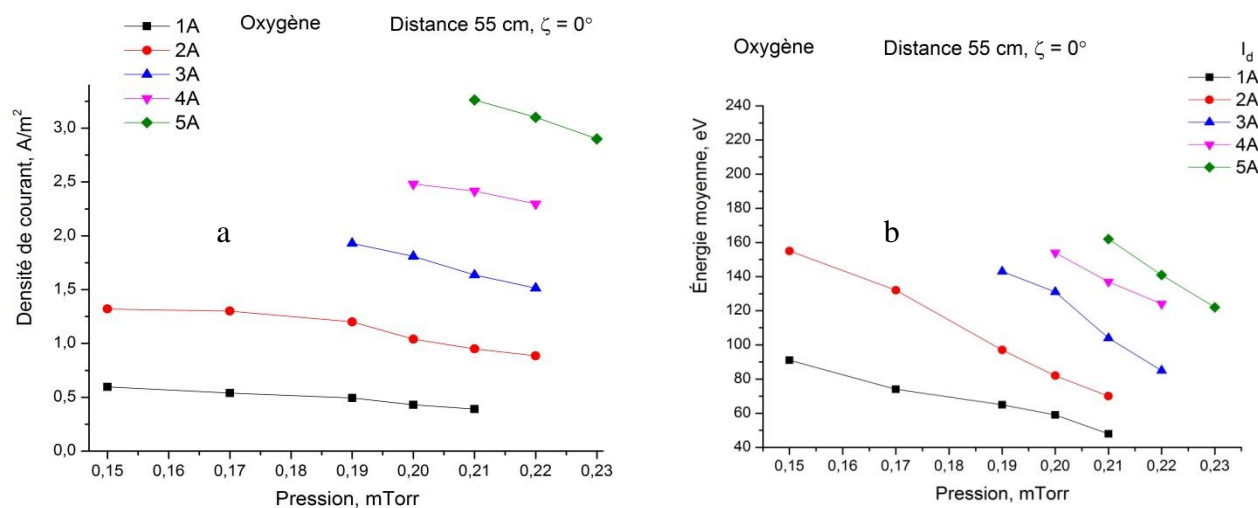 1A
2A
3A
4A
5A
Oxygène
Distance 55 cm, ζ = 0°
Densité de courant, A/m²
3,0
2,5
2,0
1,5
1,0
0,5
0,0
a
0,15 0,16 0,17 0,18 0,19 0,20 0,21 0,22 0,23
Pression, mTorr
Oxygène
Distance 55 cm, ζ = 0°
I_d
1A
2A
3A
4A
5A
Énergie moyenne, eV
240
220
200
180
160
140
120
100
80
60
40
b
0,15 0,16 0,17 0,18 0,19 0,20 0,21 0,22 0,23
Pression, mTorr